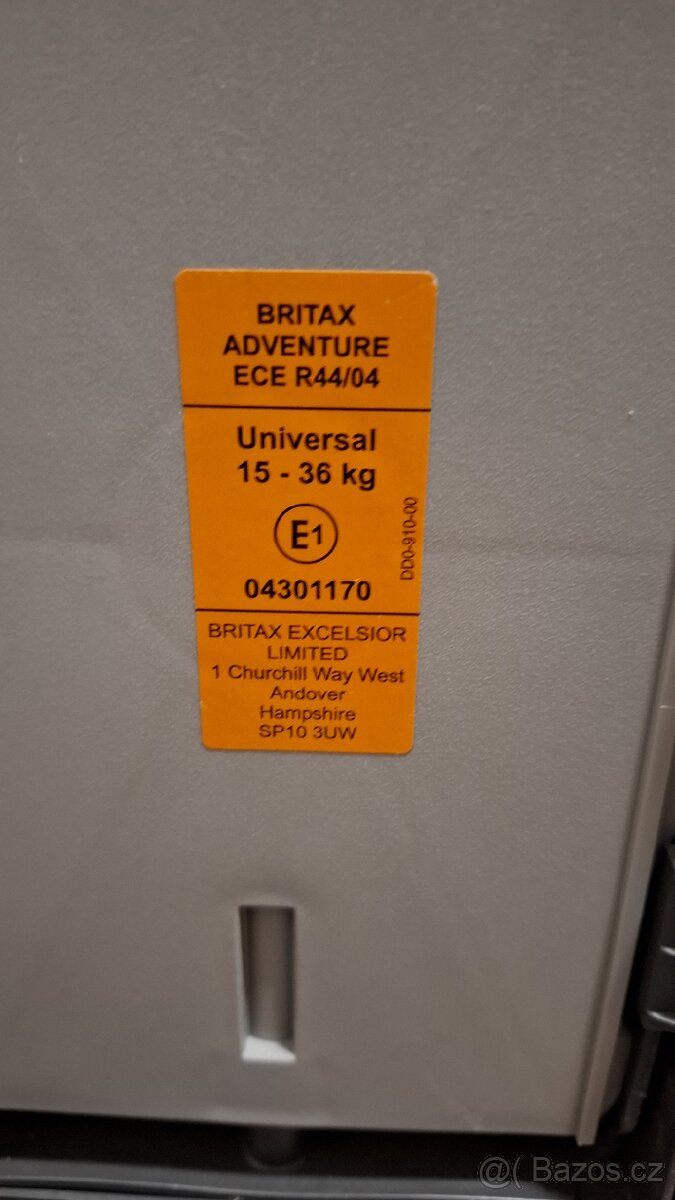 BRITAX
ADVENTURE
ECE R44/04
Universal
15 - 36 kg
E1
04301170
DD0-910-00
BRITAX EXCELSIOR
LIMITED
1 Churchill Way West
Andover
Hampshire
SP10 3UW
@( Bazos.cz